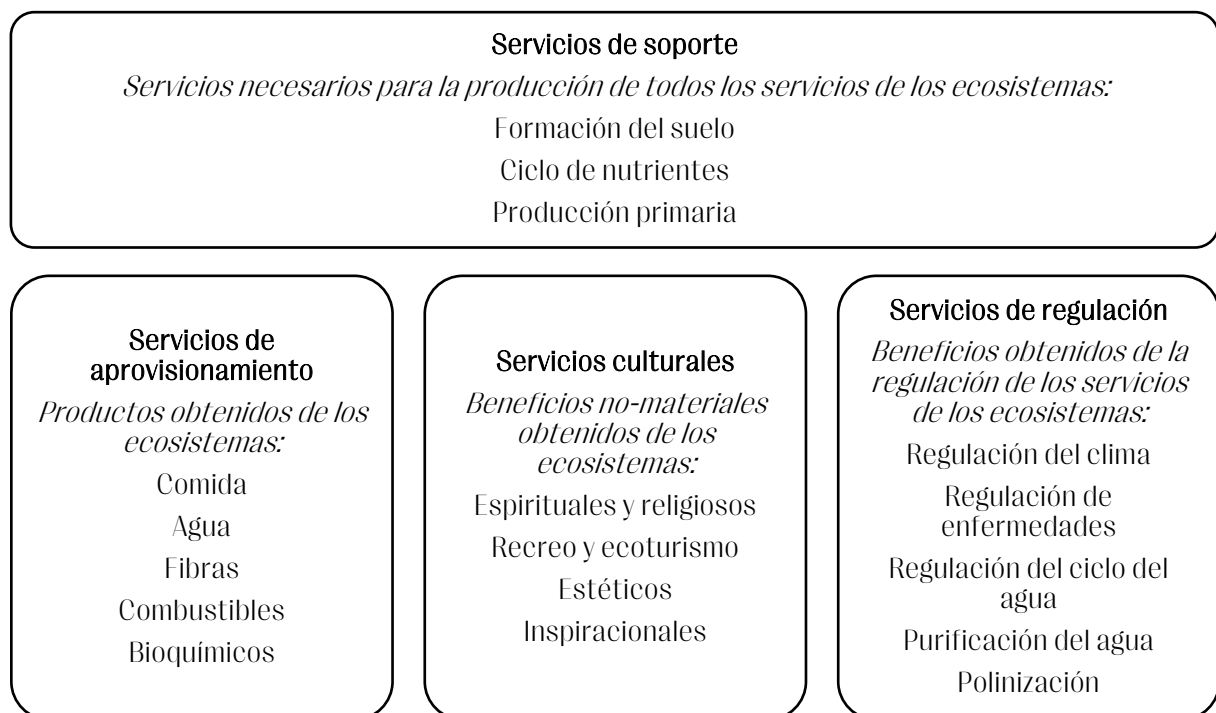 Servicios de soporte
Servicios necesarios para la producción de todos los servicios de los ecosistemas:
Formación del suelo
Ciclo de nutrientes
Producción primaria
Servicios de
aprovisionamiento
Productos obtenidos de los
ecosistemas:
Comida
Agua
Fibras
Combustibles
Bioquímicos
Servicios culturales
Beneficios no-materiales
obtenidos de los
ecosistemas:
Espirituales y religiosos
Recreo y ecoturismo
Estéticos
Inspiracionales
Servicios de regulación
Beneficios obtenidos de la
regulación de los servicios
de los ecosistemas:
Regulación del clima
Regulación de
enfermedades
Regulación del ciclo del
agua
Purificación del agua
Polinización